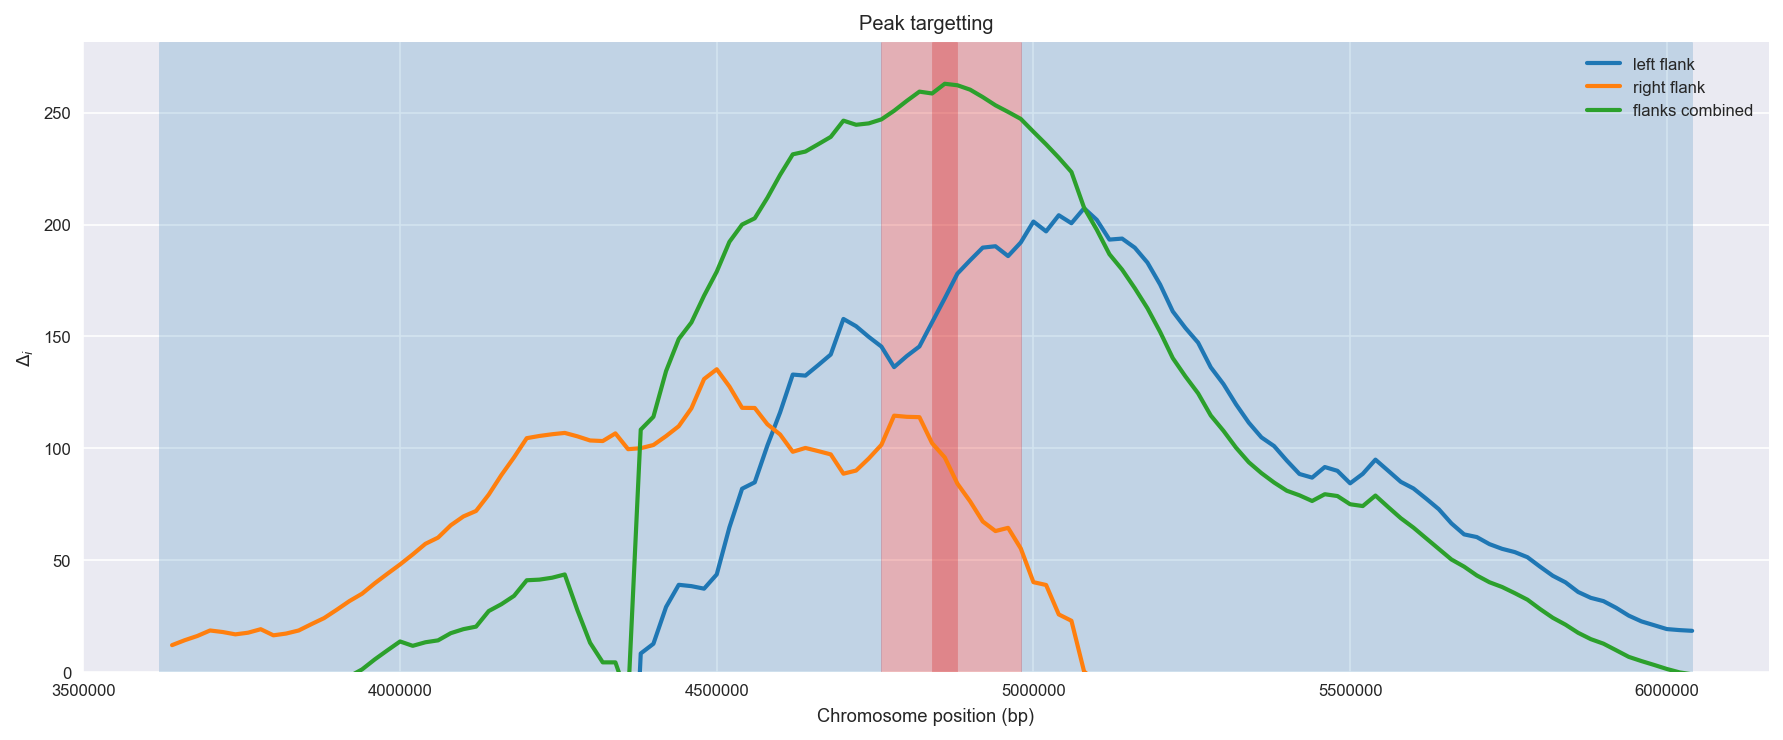 Peak targetting
left flank
right flank
flanks combined
250
200
150
100
50
0
Δi
3500000 4000000 4500000 5000000 5500000 6000000
Chromosome position (bp)